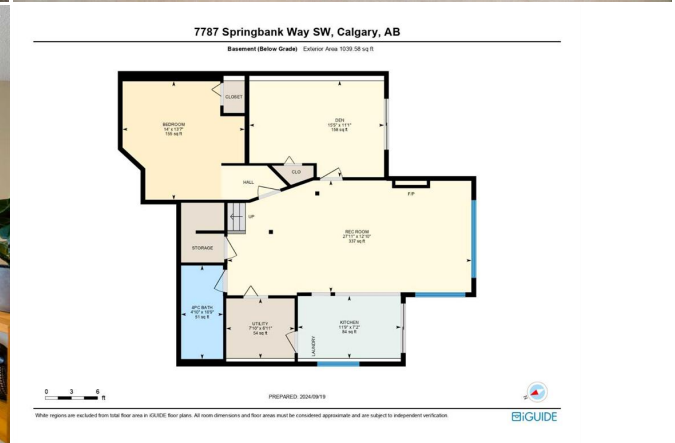 7787 Springbank Way SW, Calgary, AB
Basement (Below Grade) Exterior Area 1039.58 sq ft
CLOSET
BEDROOM
14' x 13'7"
DEN
15'5" x 11'1"
168 sq ft
CLO
HALL
F/P
UP
REC ROOM
27'11" x 12'10"
337 sq ft
STORAGE
4PC BATH
4'10" x 10'5"
51 sq ft
UTILITY
7'10" x 6'11"
54 sq ft
KITCHEN
11'9" x 7'2"
84 sq ft
LAUNDRY
0 3 6
ft
PREPARED: 2024/09/19
White regions are excluded from total floor area in iGUIDE floor plans. All room dimensions and floor areas must be considered approximate and are subject to independent verification.
iGUIDE